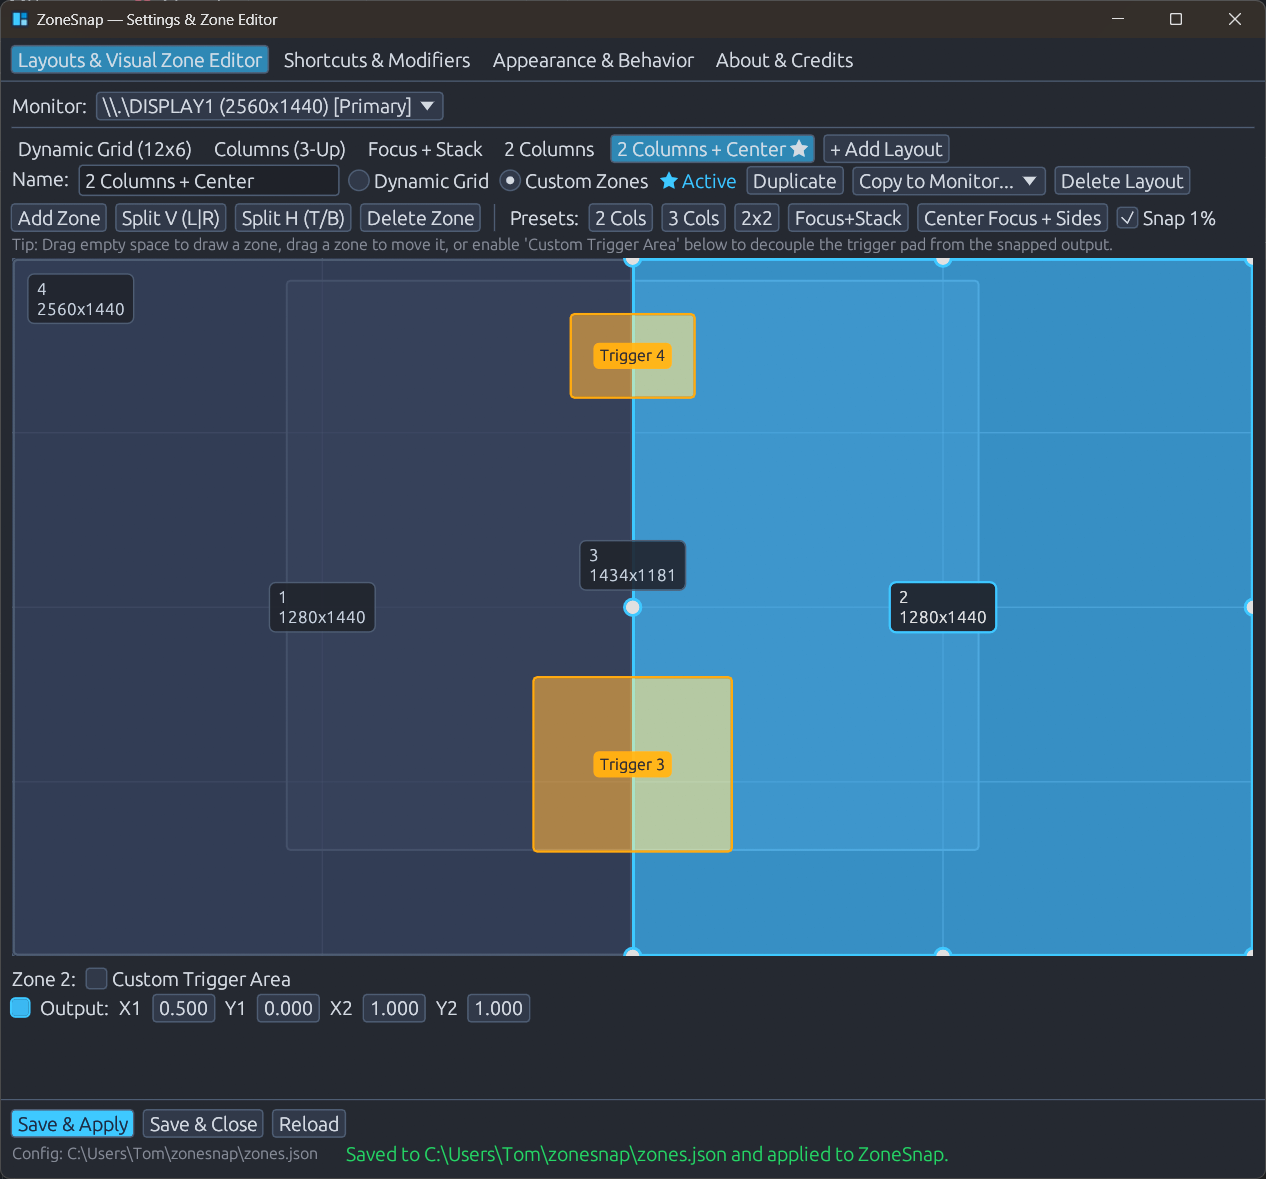 ZoneSnap — Settings & Zone Editor
Layouts & Visual Zone Editor Shortcuts & Modifiers Appearance & Behavior About & Credits
Monitor: \\.\DISPLAY1 (2560x1440) [Primary]
Dynamic Grid (12x6) Columns (3-Up) Focus + Stack 2 Columns 2 Columns + Center + Add Layout
Name: 2 Columns + Center Dynamic Grid Custom Zones Active Duplicate Copy to Monitor... Delete Layout
Add Zone Split V (L|R) Split H (T/B) Delete Zone Presets: 2 Cols 3 Cols 2x2 Focus+Stack Center Focus + Sides Snap 1%
Tip: Drag empty space to draw a zone, drag a zone to move it, or enable 'Custom Trigger Area' below to decouple the trigger pad from the snapped output.
4
2560x1440
Trigger 4
3
1434x1181
1
1280x1440
2
1280x1440
Trigger 3
Zone 2: Custom Trigger Area
Output: X1 0.500 Y1 0.000 X2 1.000 Y2 1.000
Save & Apply Save & Close Reload
Config: C:\Users\Tom\zonesnap\zones.json Saved to C:\Users\Tom\zonesnap\zones.json and applied to ZoneSnap.